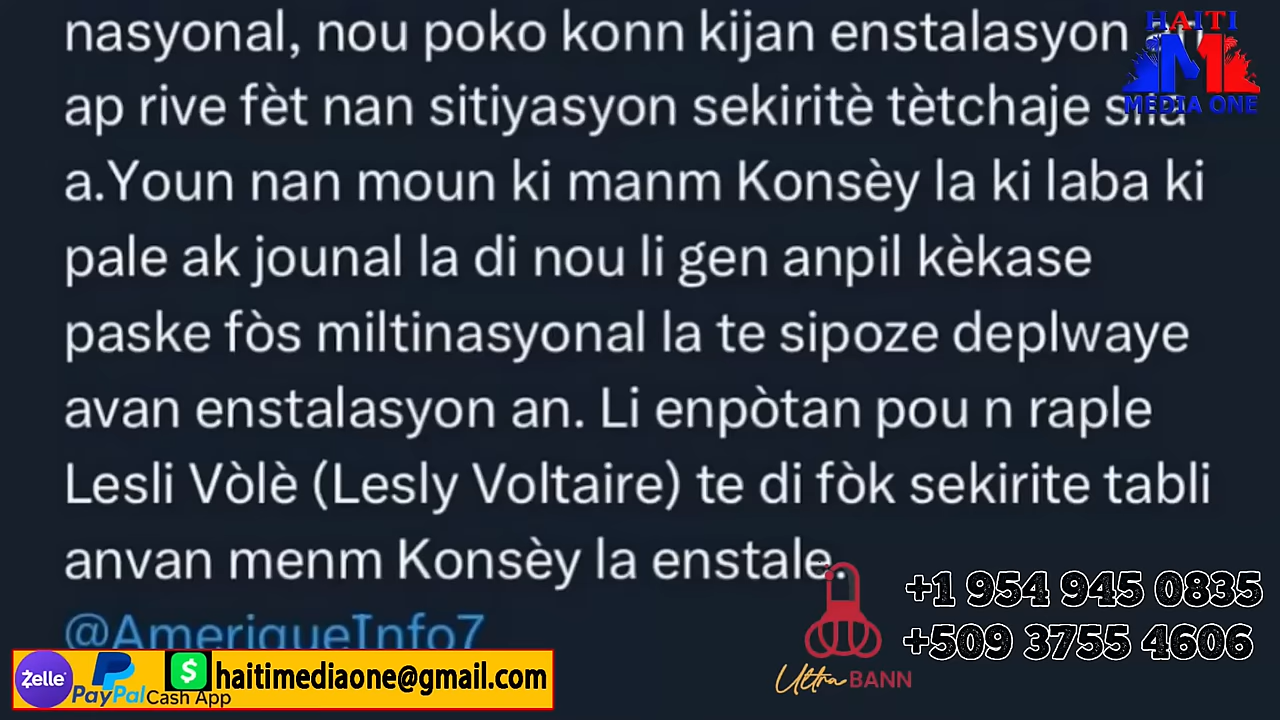 nasyonal, nou poko konn kijan enstalasyon
ap rive fèt nan sitiyasyon sekiritè tètchaje
a.Youn nan moun ki manm Konsèy la ki laba ki
pale ak jounal la di nou li gen anpil kèkase
paske fòs miltinasyonal la te sipoze deplwaye
avan enstalasyon an. Li enpòtan pou n raple
Lesli Vòlè (Lesly Voltaire) te di fòk sekirite tabli
anvan menm Konsèy la enstale.
@AmeriqueInfo7
HAITI
M
MEDIA ONE
+1 954 945 0835
+509 3755 4606
Ultra BANN
Zelle
PayPal
$
Cash App
haitimediaone@gmail.com